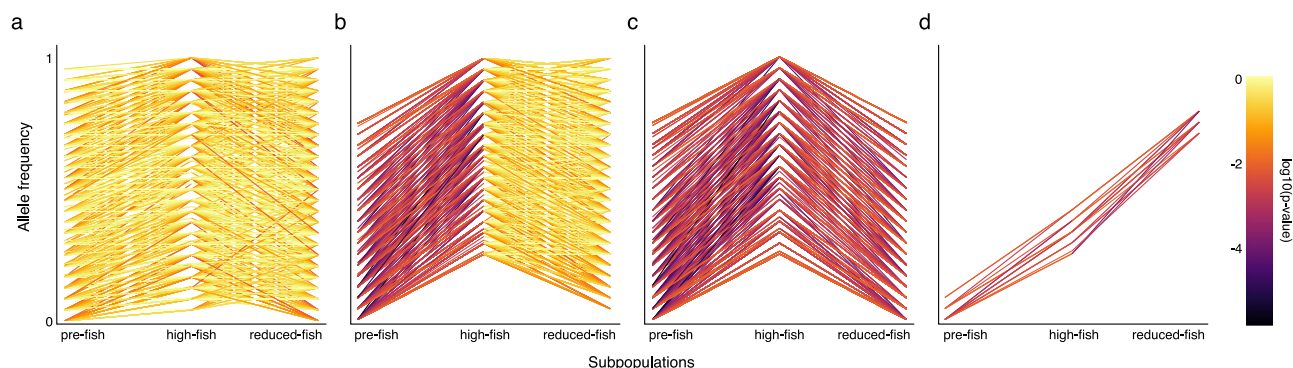 a
b
c
d
1
0
Allele frequency
pre-fish
high-fish
reduced-fish
pre-fish
high-fish
reduced-fish
pre-fish
high-fish
reduced-fish
pre-fish
high-fish
reduced-fish
Subpopulations
0
-2
-4
log10(p-value)